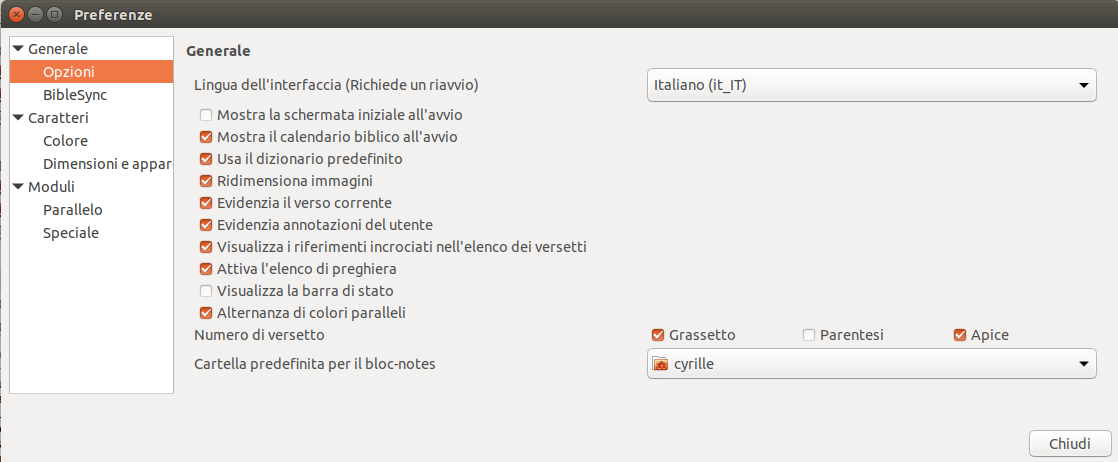 Preferenze
Generale
Opzioni
BibleSync
Caratteri
Colore
Dimensioni e appar
Moduli
Parallelo
Speciale
Generale
Lingua dell'interfaccia (Richiede un riavvio)
Italiano (it_IT)
Mostra la schermata iniziale all'avvio
Mostra il calendario biblico all'avvio
Usa il dizionario predefinito
Ridimensiona immagini
Evidenzia il verso corrente
Evidenzia annotazioni del utente
Visualizza i riferimenti incrociati nell'elenco dei versetti
Attiva l'elenco di preghiera
Visualizza la barra di stato
Alternanza di colori paralleli
Numero di versetto
Grassetto
Parentesi
Apice
Cartella predefinita per il bloc-notes
cyrille
Chiudi